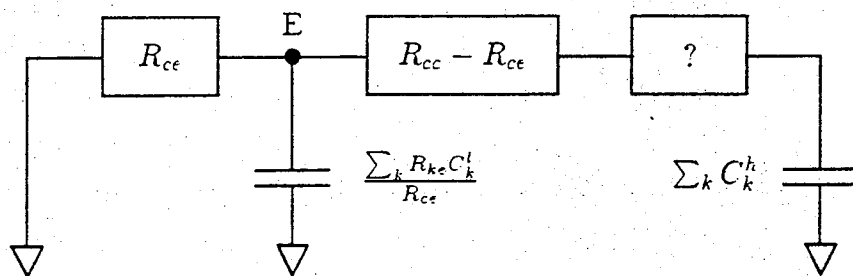 E
R_{ce}
R_{cc} − R_{ce}
?
\frac{\sum_k R_{ke} C_k^l}{R_{ce}}
\sum_k C_k^h